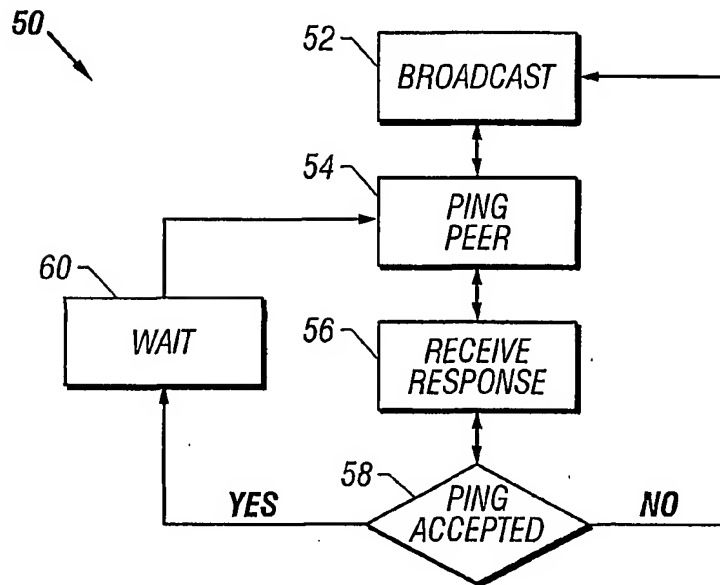 50
52
BROADCAST
54
PING
PEER
60
WAIT
56
RECEIVE
RESPONSE
58
PING
ACCEPTED
YES
NO